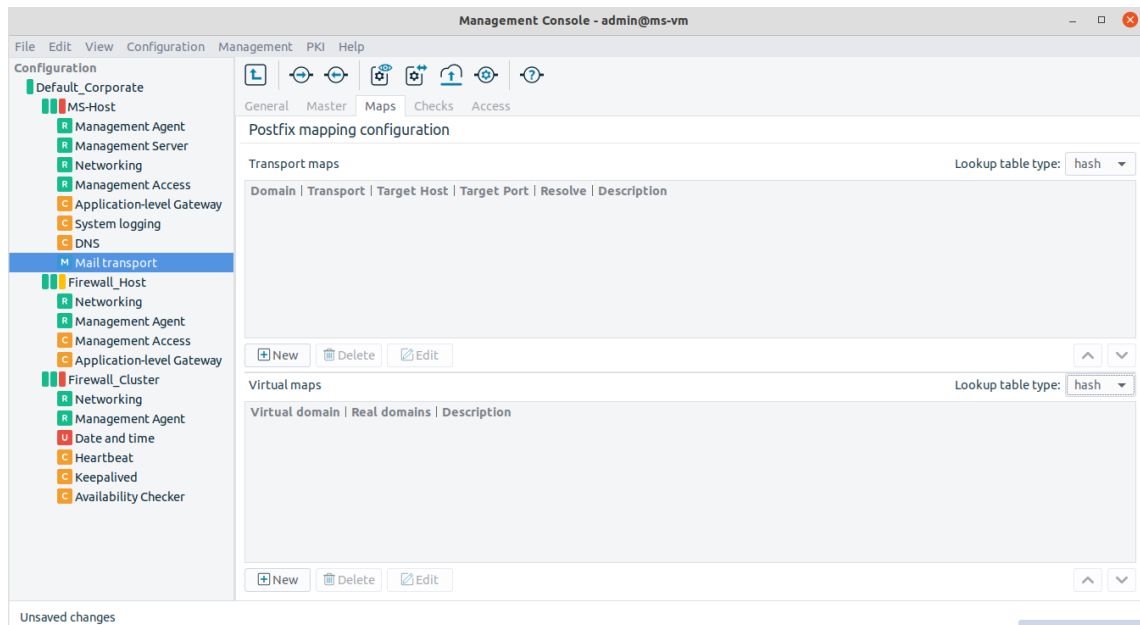 Management Console - admin@ms-vm
File Edit View Configuration Management PKI Help
Configuration
Default_Corporate
MS-Host
R Management Agent
R Management Server
R Networking
R Management Access
C Application-level Gateway
C System logging
C DNS
M Mail transport
Firewall_Host
R Networking
R Management Agent
C Management Access
C Application-level Gateway
Firewall_Cluster
R Networking
R Management Agent
U Date and time
C Heartbeat
C Keepalived
C Availability Checker
General Master Maps Checks Access
Postfix mapping configuration
Transport maps Lookup table type: hash
Domain | Transport | Target Host | Target Port | Resolve | Description
New Delete Edit
Virtual maps Lookup table type: hash
Virtual domain | Real domains | Description
New Delete Edit
Unsaved changes